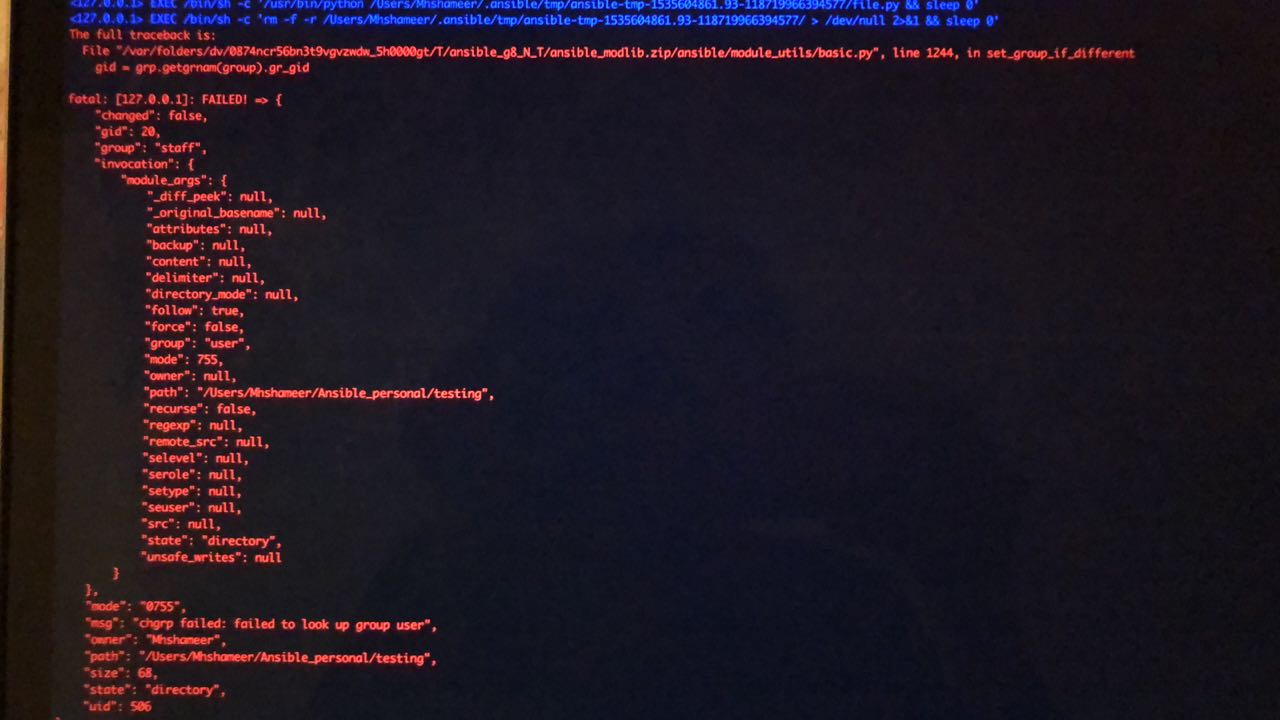 <127.0.0.1> EXEC /bin/sh -c '/usr/bin/python /Users/Mhshameer/.ansible/tmp/ansible-tmp-1535604861.93-118719966394577/file.py && sleep 0'
<127.0.0.1> EXEC /bin/sh -c 'rm -f -r /Users/Mhshameer/.ansible/tmp/ansible-tmp-1535604861.93-118719966394577/ > /dev/null 2>&1 && sleep 0'
The full traceback is:
File "/var/folders/dv/0874ncr56bn3t9vgvzwdw_5h0000gt/T/ansible_g8_N_T/ansible_modlib.zip/ansible/module_utils/basic.py", line 1244, in set_group_if_different
gid = grp.getgrnam(group).gr_gid
fatal: [127.0.0.1]: FAILED! => {
"changed": false,
"gid": 20,
"group": "staff",
"invocation": {
"module_args": {
"_diff_peek": null,
"_original_basename": null,
"attributes": null,
"backup": null,
"content": null,
"delimiter": null,
"directory_mode": null,
"follow": true,
"force": false,
"group": "user",
"mode": 755,
"owner": null,
"path": "/Users/Mhshameer/Ansible_personal/testing",
"recurse": false,
"regexp": null,
"remote_src": null,
"selevel": null,
"serole": null,
"setype": null,
"seuser": null,
"src": null,
"state": "directory",
"unsafe_writes": null
}
},
"mode": "0755",
"msg": "chgrp failed: failed to look up group user",
"owner": "Mhshameer",
"path": "/Users/Mhshameer/Ansible_personal/testing",
"size": 68,
"state": "directory",
"uid": 506